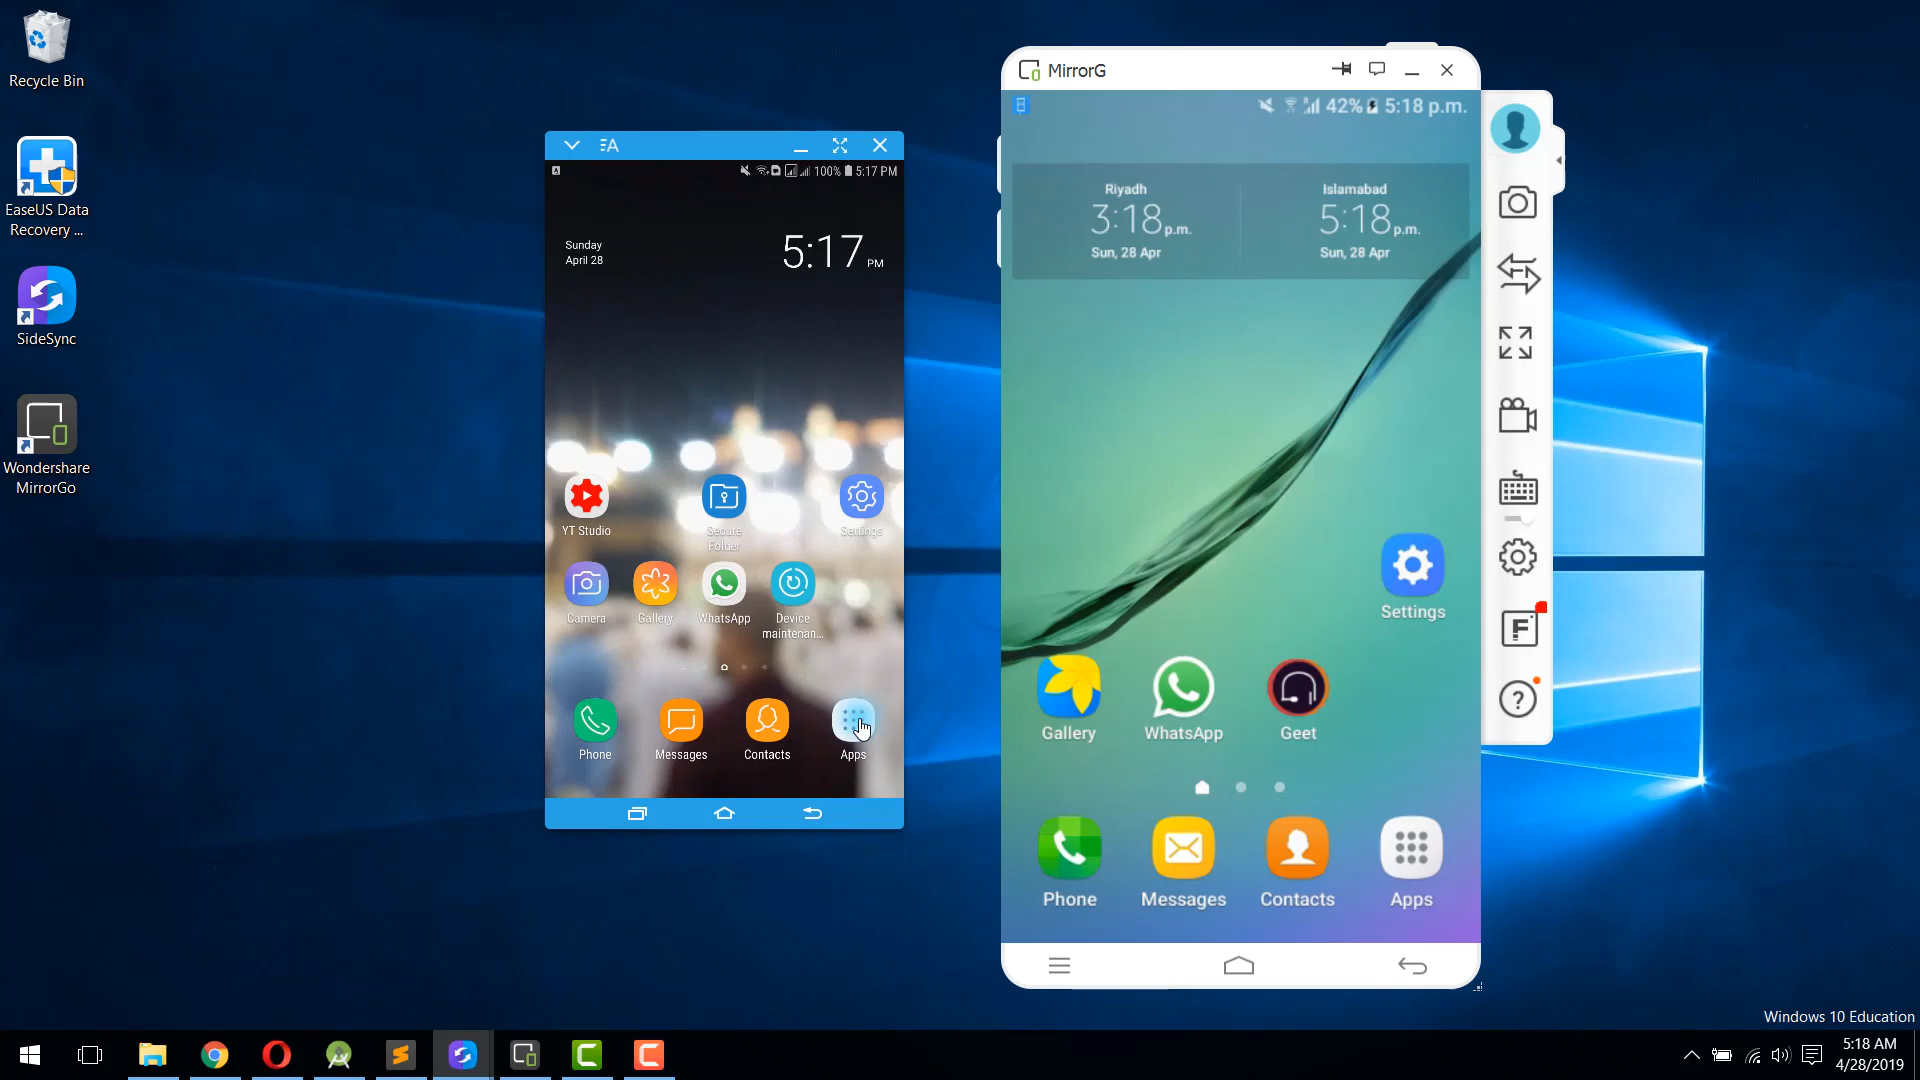 Recycle Bin
EaseUS Data
Recovery ...
SideSync
Wondershare
MirrorGo
A
100% 5:17 PM
Sunday
April 28
5:17 PM
YT Studio
Secure
Folder
Settings
Camera
Gallery
WhatsApp
Device
maintenan...
Phone
Messages
Contacts
Apps
MirrorG
42% 5:18 p.m.
Riyadh
3:18 p.m.
Sun, 28 Apr
Islamabad
5:18 p.m.
Sun, 28 Apr
Settings
Gallery
WhatsApp
Geet
Phone
Messages
Contacts
Apps
F
?
Windows 10 Education
5:18 AM
4/28/2019